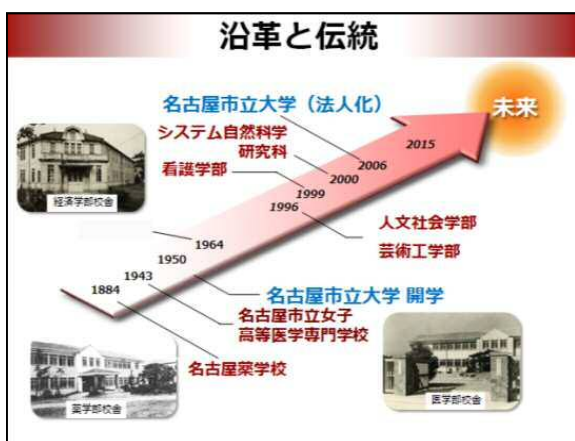 沿革と伝統
未来
名古屋市立大学（法人化）
システム自然科学
研究科
看護学部
2015
2006
2000
1999
1996
人文社会学部
芸術工学部
経済学部校舎
1964
1950
1943
1884
名古屋市立大学 開学
名古屋市立女子
高等医学専門学校
名古屋薬学校
薬学部校舎
医学部校舎